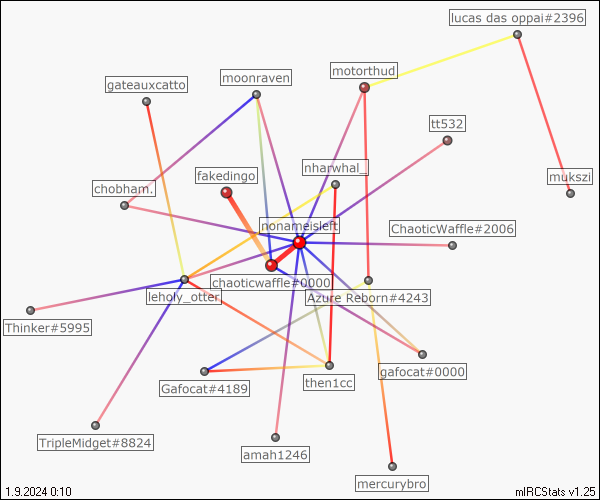 lucas das oppai#2396
motorthud
moonraven
gateauxcatto
tt532
nharwhal_
fakedingo
mukszi
chobham.
nonameisleft
ChaoticWaffle#2006
chaoticwaffle#0000
leholy_otter
Azure Reborn#4243
Thinker#5995
gafocat#0000
then1cc
Gafocat#4189
TripleMidget#8824
amah1246
mercurybro
1.9.2024 0:10
mIRCStats v1.25